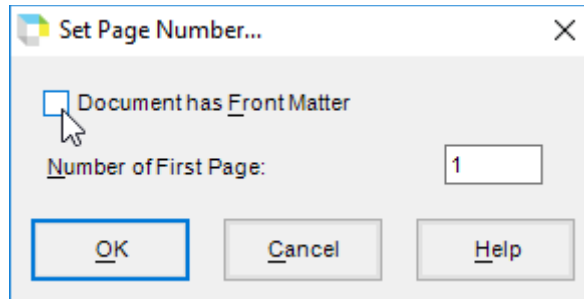 Set Page Number...
Document has Front Matter
Number of First Page: 1
OK Cancel Help